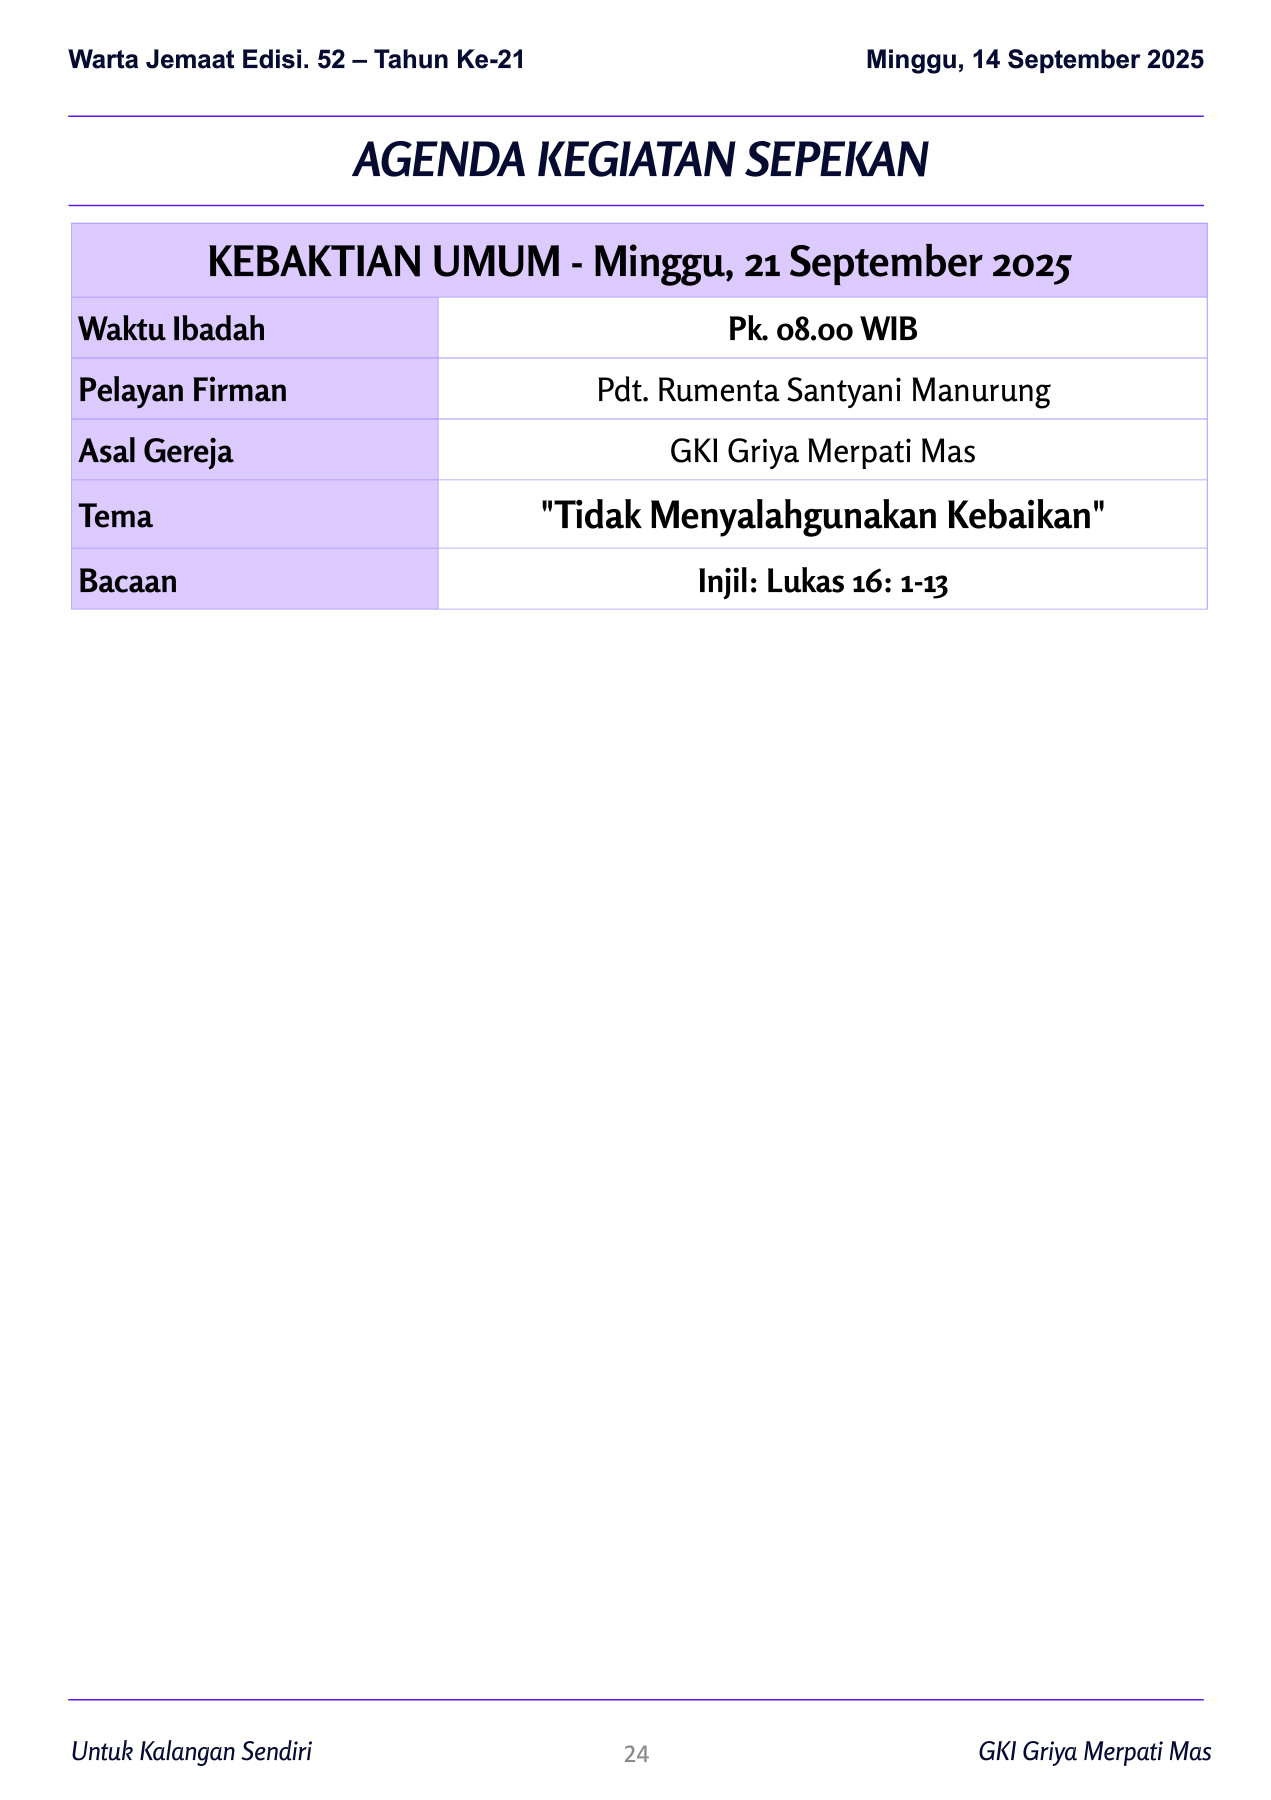 Warta Jemaat Edisi. 52 – Tahun Ke-21
Minggu, 14 September 2025
AGENDA KEGIATAN SEPEKAN
KEBAKTIAN UMUM - Minggu, 21 September 2025
Waktu Ibadah Pk. 08.00 WIB
Pelayan Firman Pdt. Rumenta Santyani Manurung
Asal Gereja GKI Griya Merpati Mas
Tema "Tidak Menyalahgunakan Kebaikan"
Bacaan Injil: Lukas 16: 1-13
Untuk Kalangan Sendiri 24 GKI Griya Merpati Mas